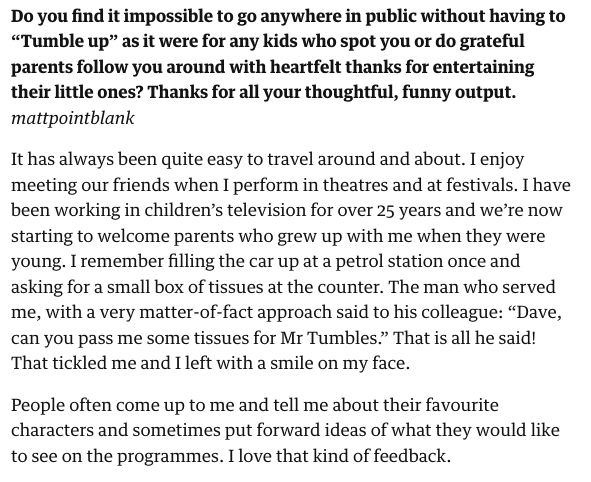 Do you find it impossible to go anywhere in public without having to
“Tumble up” as it were for any kids who spot you or do grateful
parents follow you around with heartfelt thanks for entertaining
their little ones? Thanks for all your thoughtful, funny output.
mattpointblank
It has always been quite easy to travel around and about. I enjoy
meeting our friends when I perform in theatres and at festivals. I have
been working in children’s television for over 25 years and we’re now
starting to welcome parents who grew up with me when they were
young. I remember filling the car up at a petrol station once and
asking for a small box of tissues at the counter. The man who served
me, with a very matter-of-fact approach said to his colleague: “Dave,
can you pass me some tissues for Mr Tumbles.” That is all he said!
That tickled me and I left with a smile on my face.
People often come up to me and tell me about their favourite
characters and sometimes put forward ideas of what they would like
to see on the programmes. I love that kind of feedback.